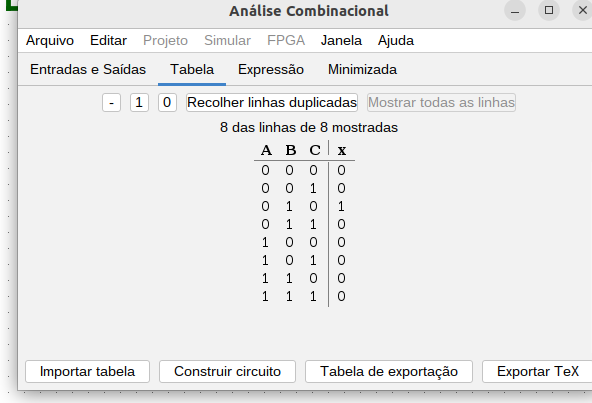 Análise Combinacional
Arquivo Editar Projeto Simular FPGA Janela Ajuda
Entradas e Saídas Tabela Expressão Minimizada
- 1 0 Recolher linhas duplicadas Mostrar todas as linhas
8 das linhas de 8 mostradas
A B C x
0 0 0 0
0 0 1 0
0 1 0 1
0 1 1 0
1 0 0 0
1 0 1 0
1 1 0 0
1 1 1 0
Importar tabela Construir circuito Tabela de exportação Exportar TeX